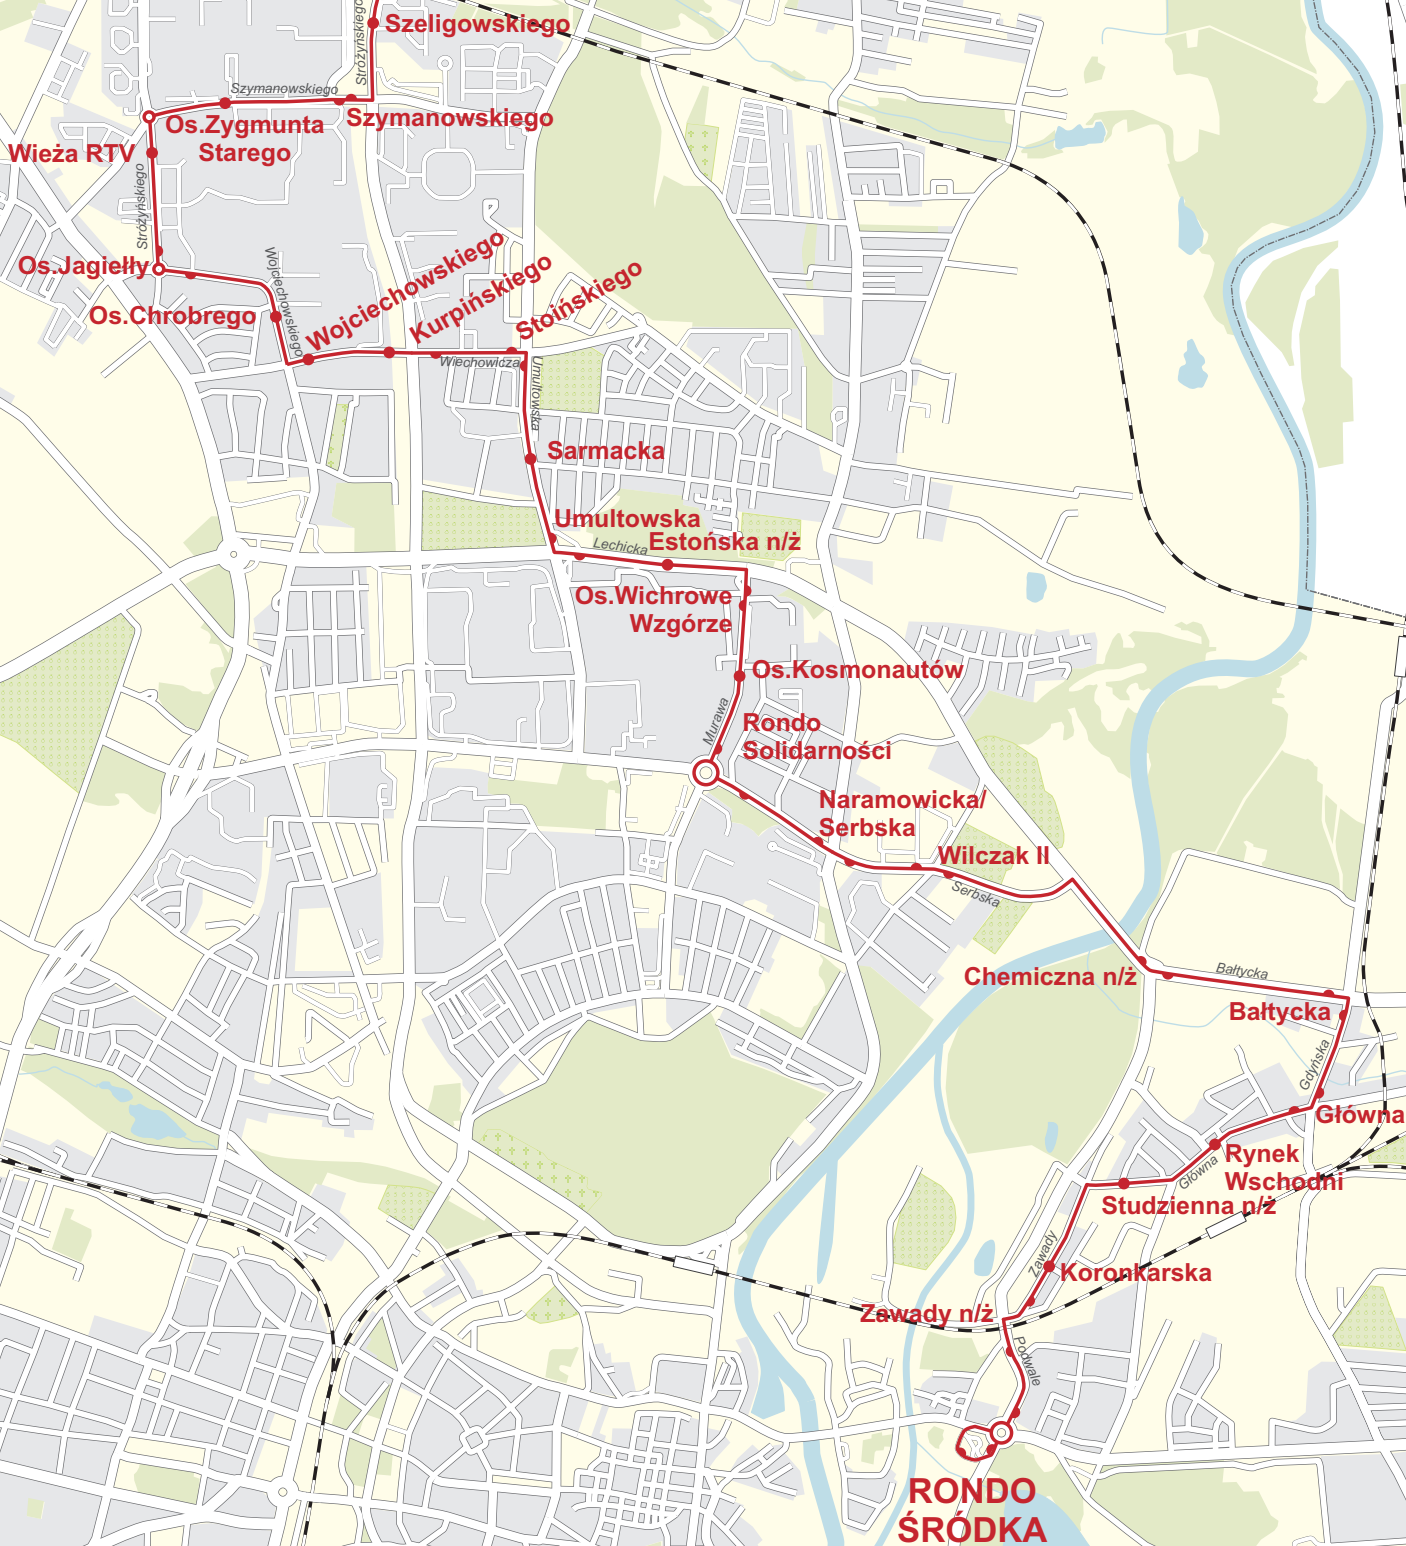 Szeligowskiego
Stróżyńskiego
Szymanowskiego
Szymanowskiego
Os.Zygmunta
Starego
Wieża RTV
Stróżyńskiego
Os.Jagiełły
Wojciechowskiego
Os.Chrobrego
Wojciechowskiego
Kurpińskiego
Stoińskiego
Wiechowicza
Umultowska
Sarmacka
Umultowska
Lechicka
Estońska n/ż
Os.Wichrowe
Wzgórze
Os.Kosmonautów
Murawa
Rondo
Solidarności
Naramowicka/
Serbska
Wilczak II
Serbska
Chemiczna n/ż
Bałtycka
Bałtycka
Gdyńska
Główna
Rynek
Wschodni
Główna
Studzienna n/ż
Zawady
Koronkarska
Zawady n/ż
Podwale
RONDO
ŚRÓDKA